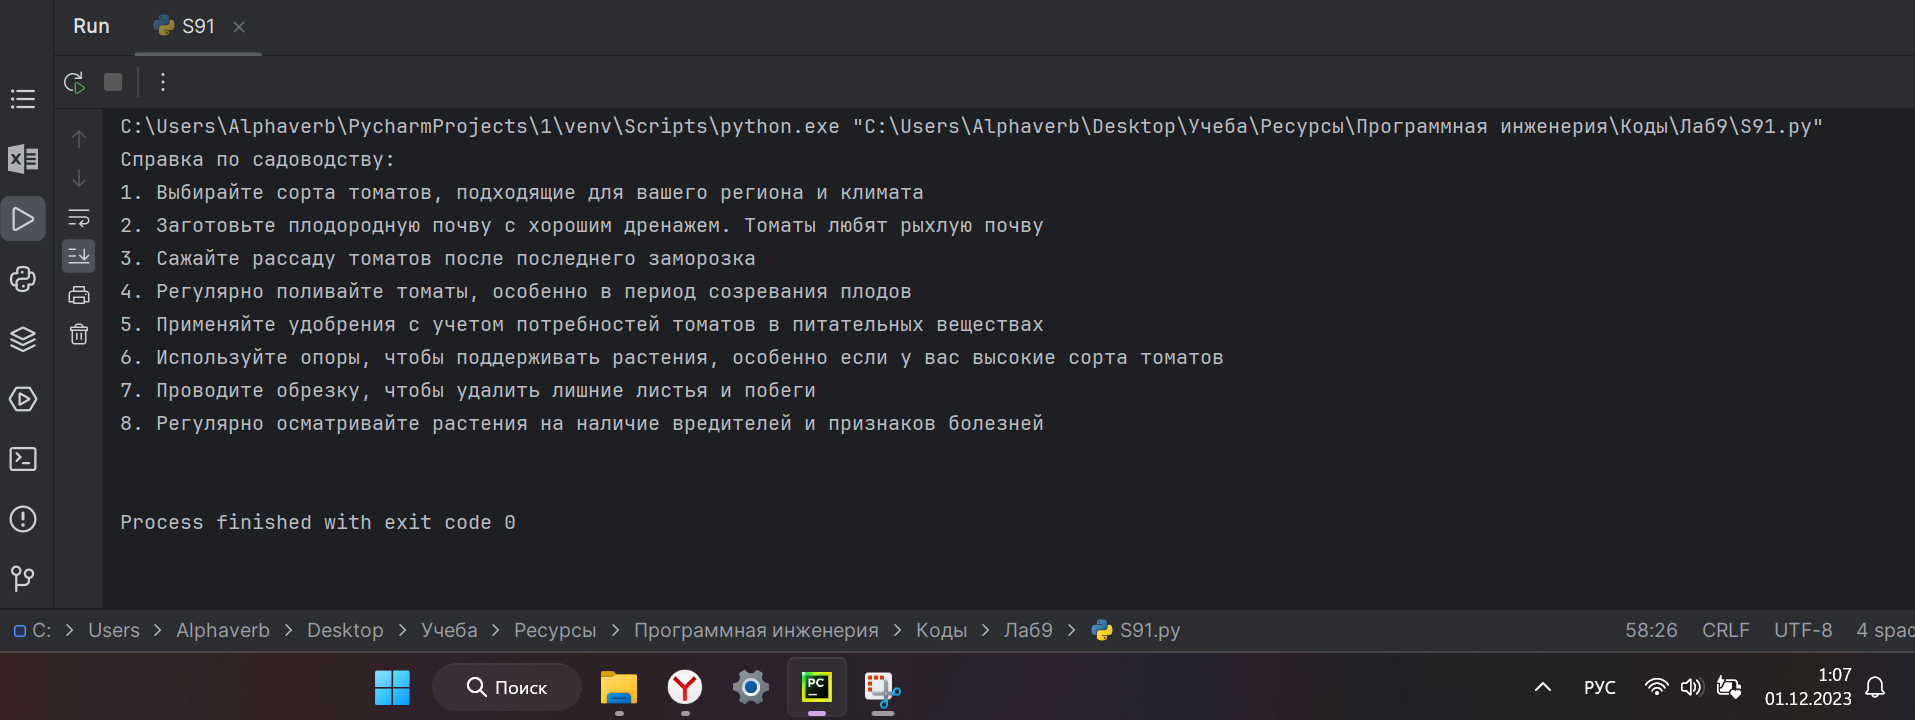 Run
S91
C:\Users\Alphaverb\PycharmProjects\1\venv\Scripts\python.exe "C:\Users\Alphaverb\Desktop\Учеба\Ресурсы\Программная инженерия\Коды\Лаб9\S91.py"
Справка по садоводству:
1. Выбирайте сорта томатов, подходящие для вашего региона и климата
2. Заготовьте плодородную почву с хорошим дренажем. Томаты любят рыхлую почву
3. Сажайте рассаду томатов после последнего заморозка
4. Регулярно поливайте томаты, особенно в период созревания плодов
5. Применяйте удобрения с учетом потребностей томатов в питательных веществах
6. Используйте опоры, чтобы поддерживать растения, особенно если у вас высокие сорта томатов
7. Проводите обрезку, чтобы удалить лишние листья и побеги
8. Регулярно осматривайте растения на наличие вредителей и признаков болезней
Process finished with exit code 0
C: > Users > Alphaverb > Desktop > Учеба > Ресурсы > Программная инженерия > Коды > Лаб9 > S91.py 58:26 CRLF UTF-8 4 spac
Поиск
PC
РУС
1:07
01.12.2023